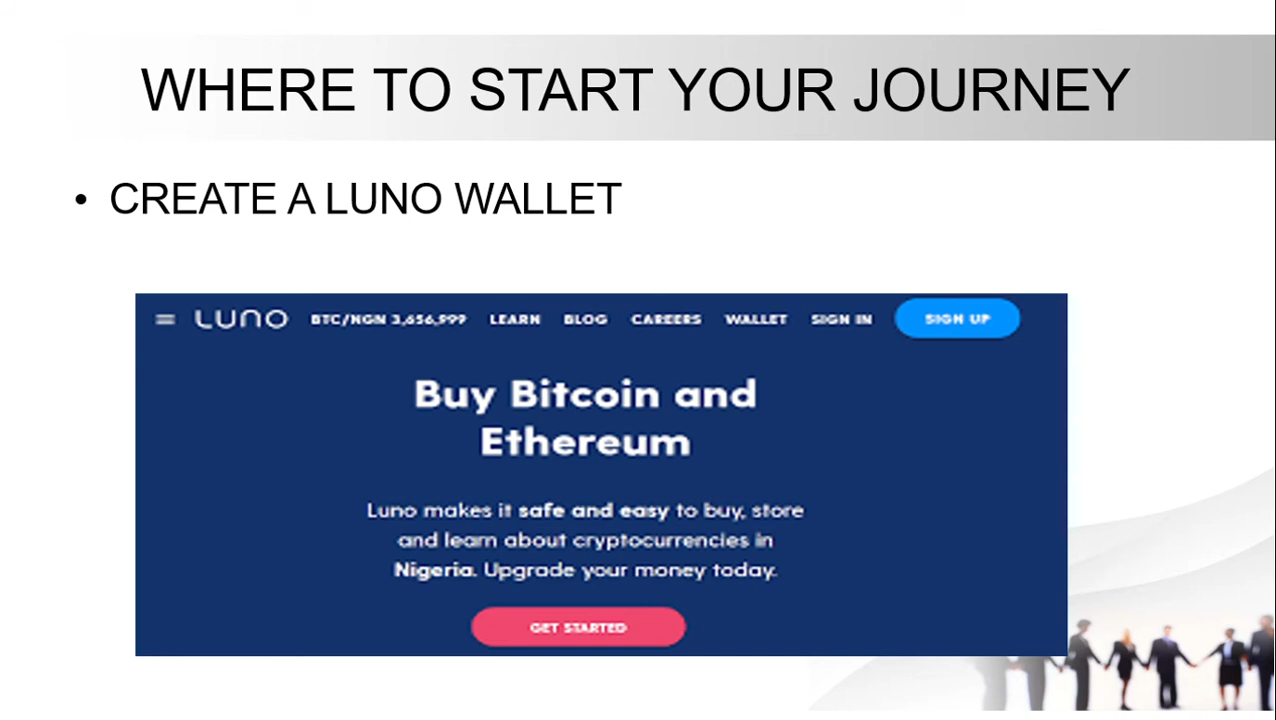 WHERE TO START YOUR JOURNEY
• CREATE A LUNO WALLET
LUNO BTC/NGN 3,656,999 LEARN BLOG CAREERS WALLET SIGN IN SIGN UP
Buy Bitcoin and
Ethereum
Luno makes it safe and easy to buy, store
and learn about cryptocurrencies in
Nigeria. Upgrade your money today.
GET STARTED